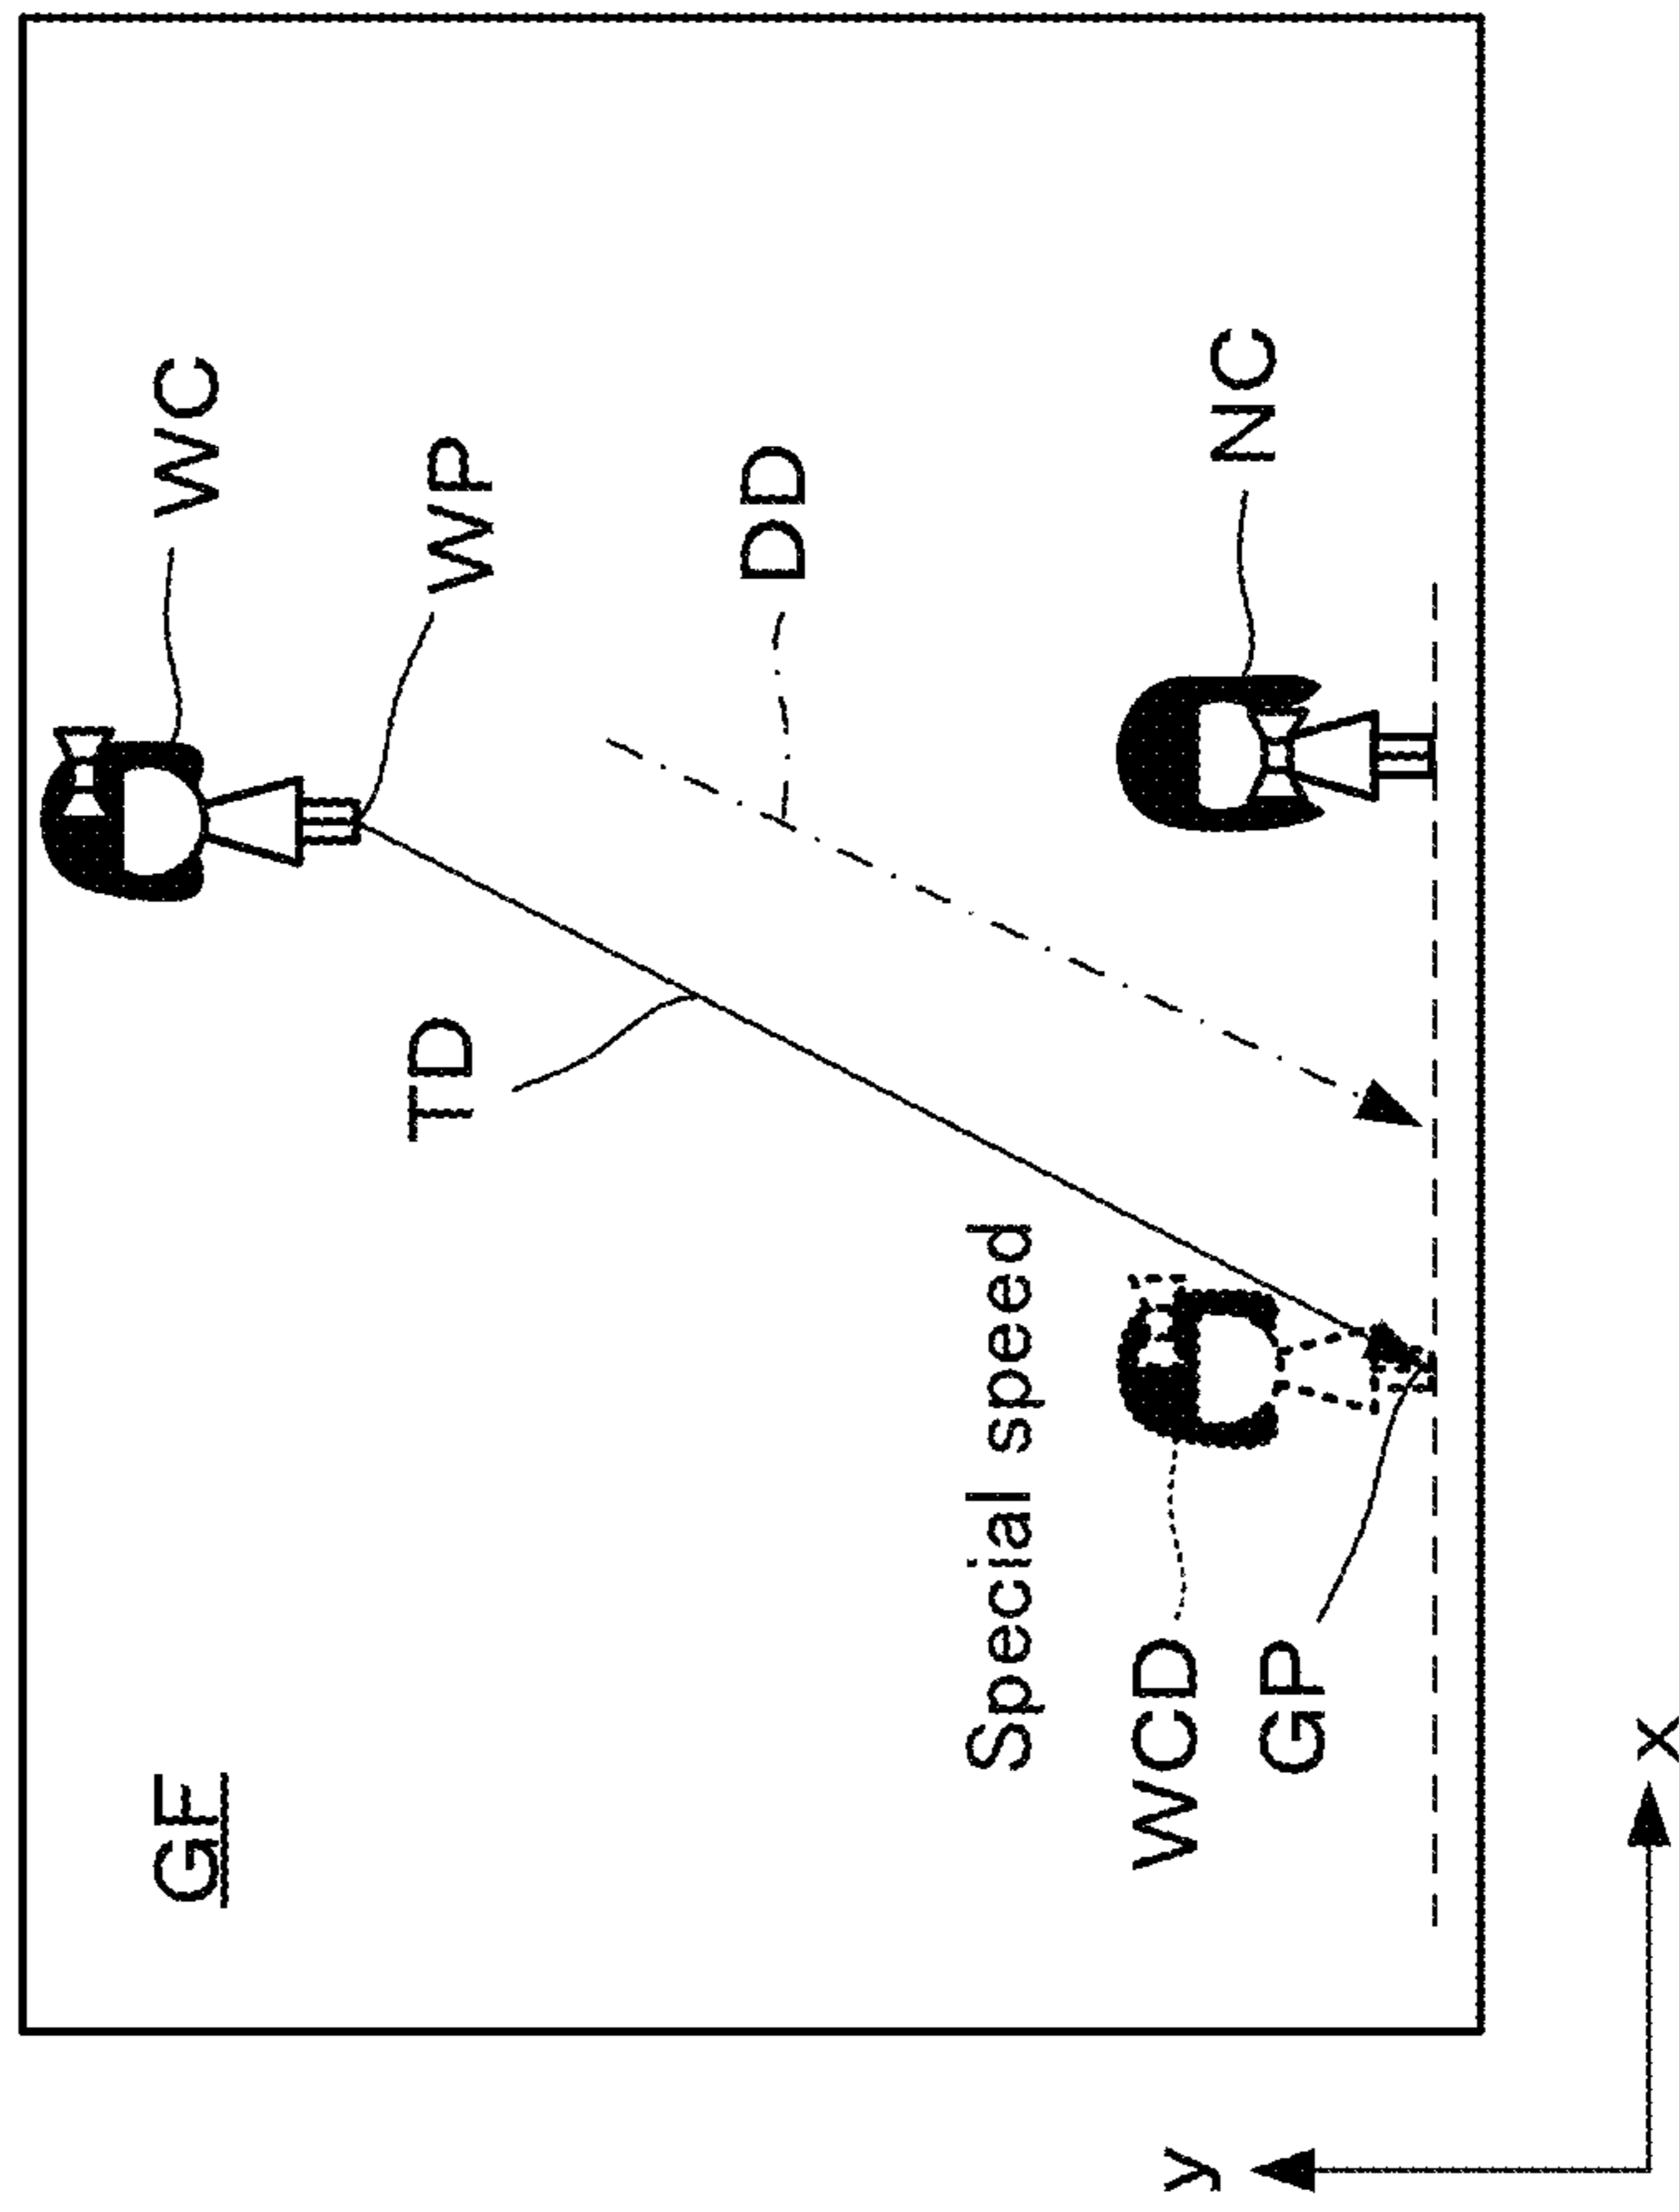 GF
WC
TD
WP
DD
Special speed
WCD
y
NC
GP
x